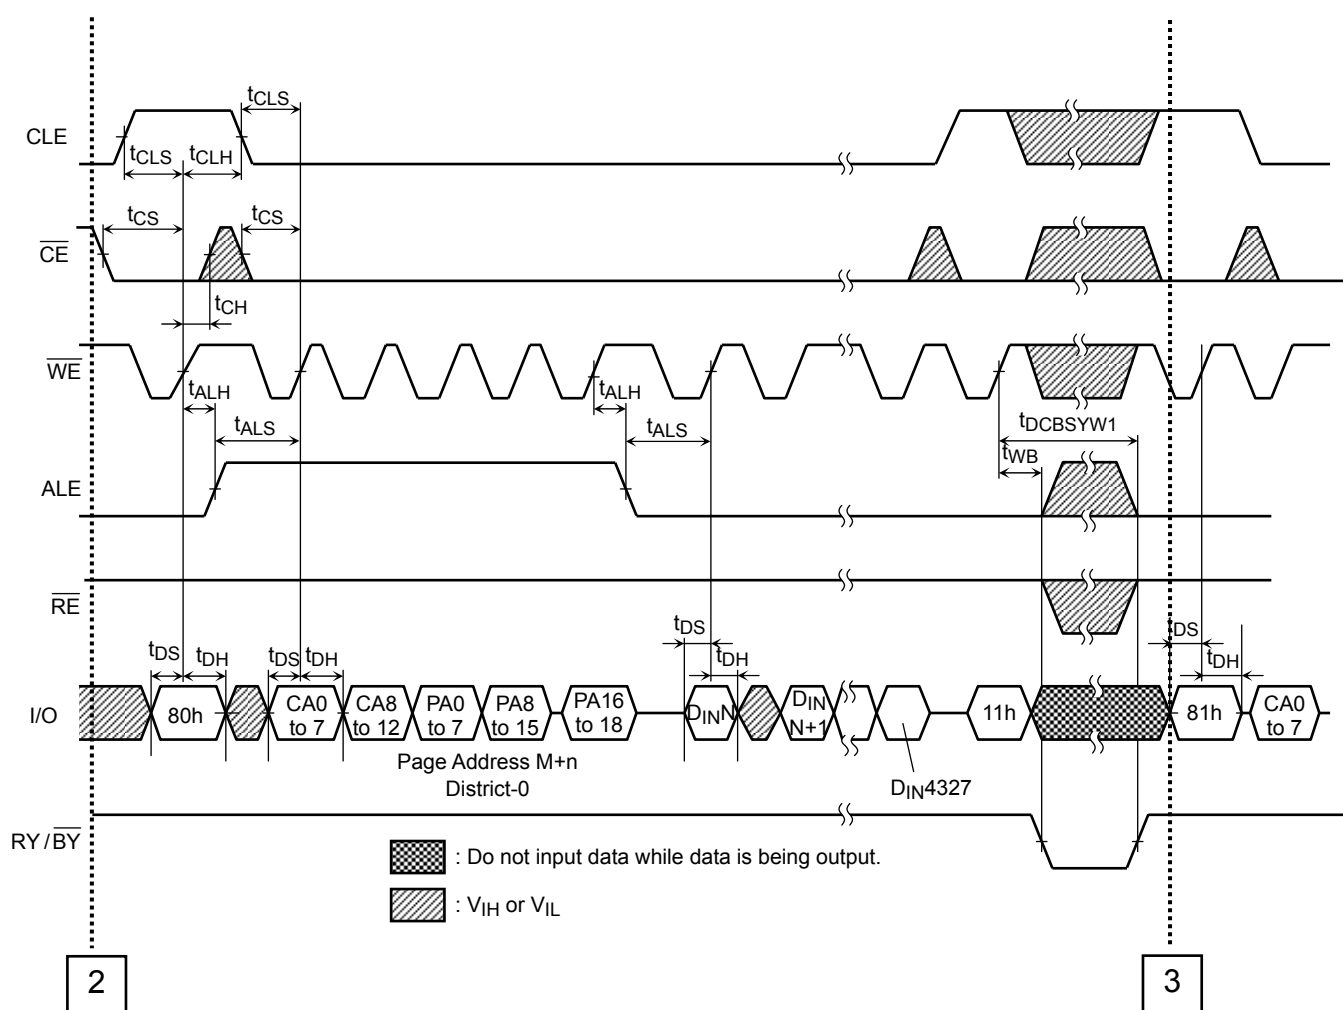 tCLS
CLE
tCLS
tCLH
tCS
tCS
CE
tCH
WE
tALH
tALH
tALS
tALS
tDCBSYW1
tWB
ALE
RE
tDS
tDH
tDS
tDH
tDS
tDH
tDS
tDH
I/O
80h
CA0
to 7
CA8
to 12
PA0
to 7
PA8
to 15
PA16
to 18
DINN
DIN
N+1
11h
81h
CA0
to 7
Page Address M+n
District-0
DIN4327
RY/BY
: Do not input data while data is being output.
: VIH or VIL
2
3